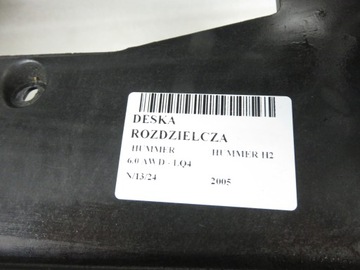 DESKA
ROZDZIELCZA
HUMMER HUMMER H2
6.0 AWD - LQ4
N/13/24 2005